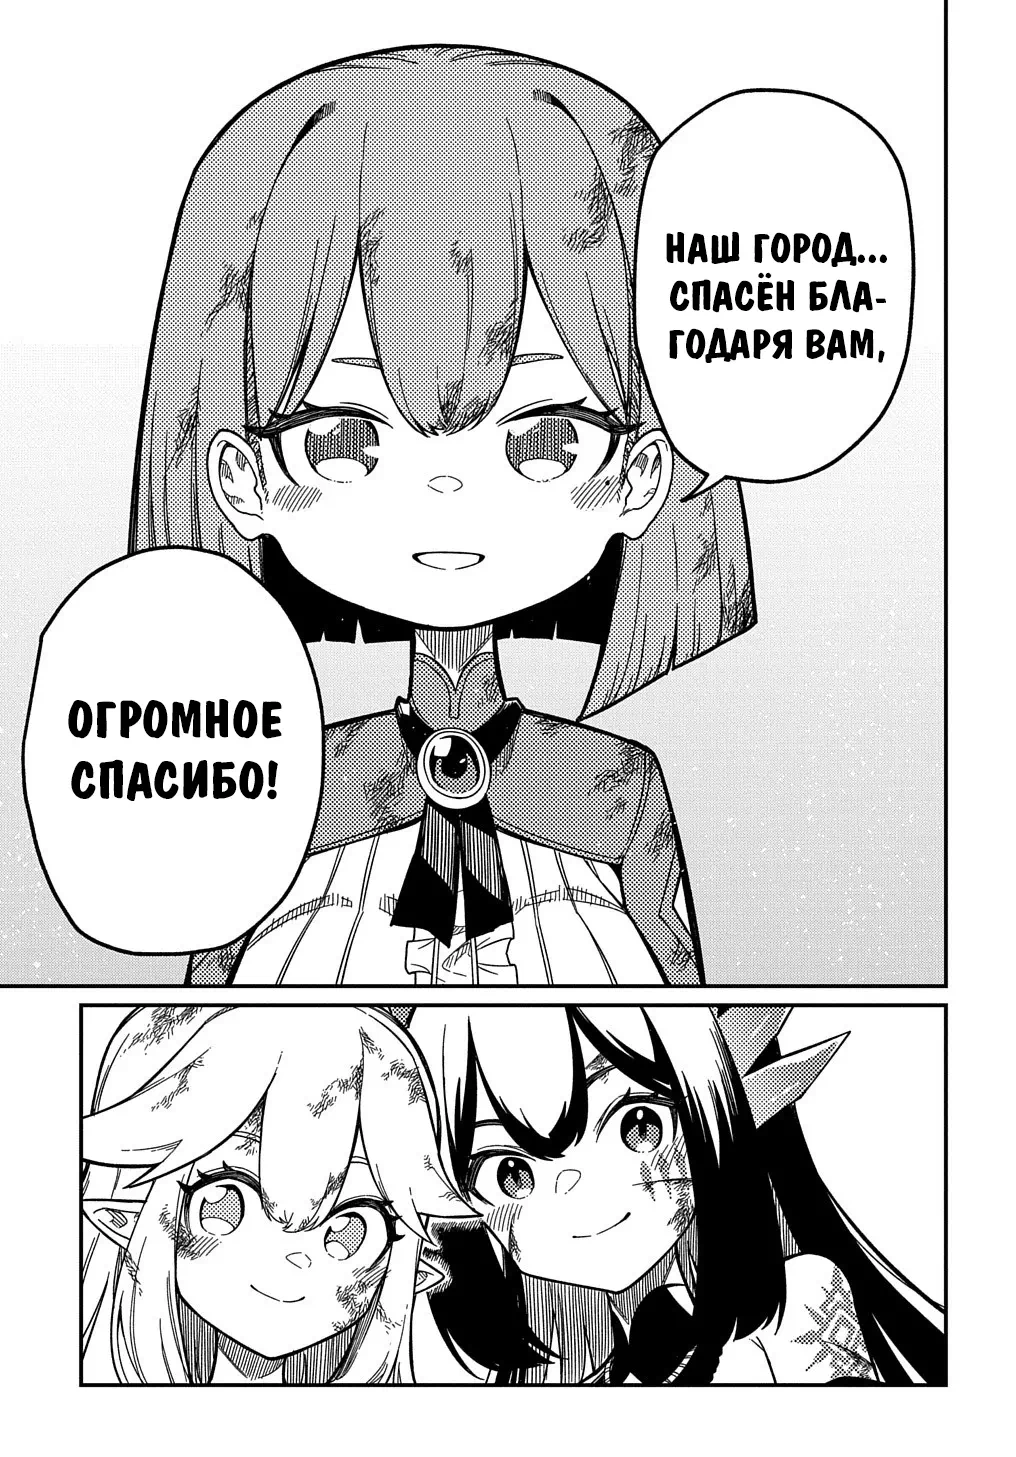 НАШ ГОРОД...
СПАСЁН БЛА-
ГОДАРЯ ВАМ,
ОГРОМНОЕ
СПАСИБО!